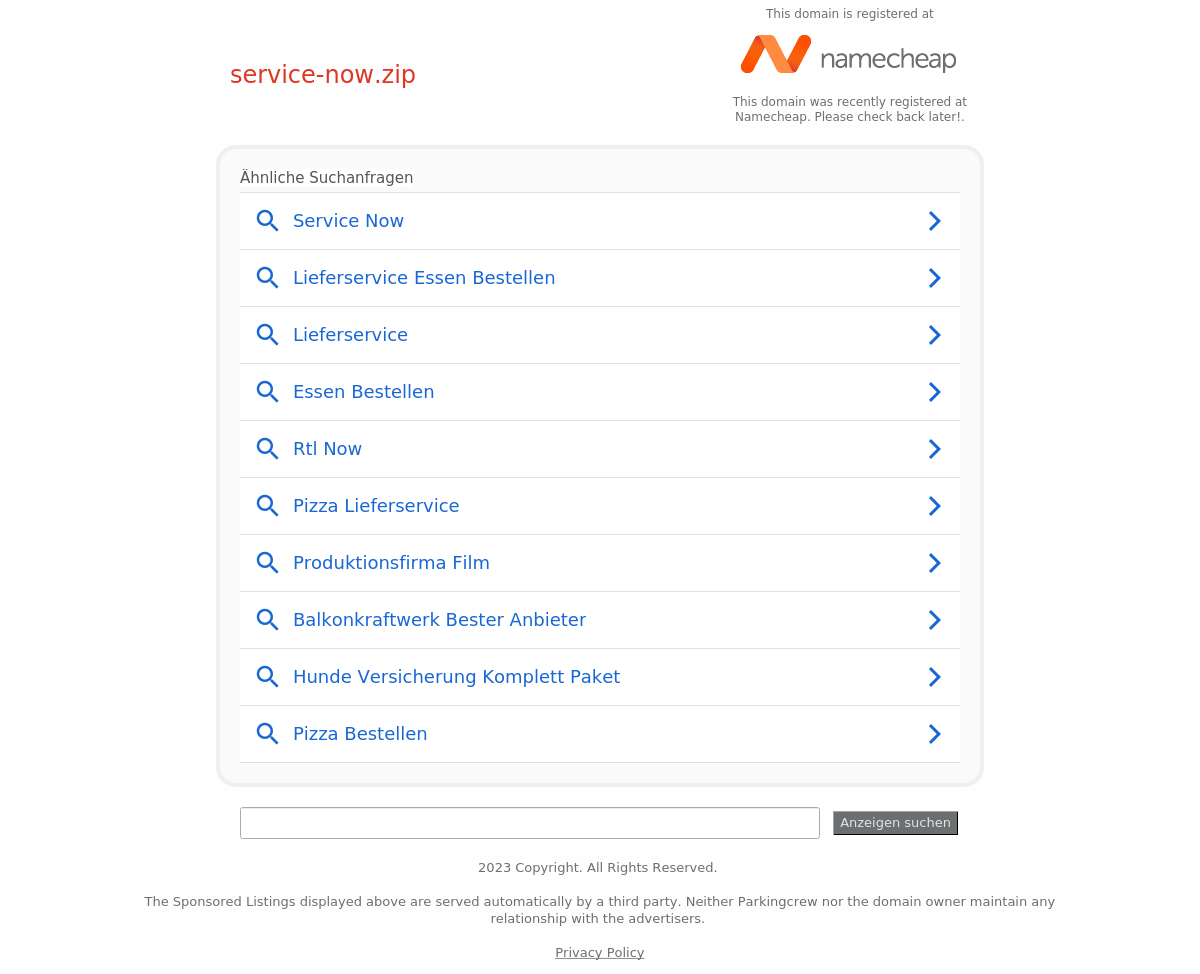 This domain is registered at
namecheap
service-now.zip
This domain was recently registered at
Namecheap. Please check back later!.
Ähnliche Suchanfragen
Service Now
Lieferservice Essen Bestellen
Lieferservice
Essen Bestellen
Rtl Now
Pizza Lieferservice
Produktionsfirma Film
Balkonkraftwerk Bester Anbieter
Hunde Versicherung Komplett Paket
Pizza Bestellen
Anzeigen suchen
2023 Copyright. All Rights Reserved.
The Sponsored Listings displayed above are served automatically by a third party. Neither Parkingcrew nor the domain owner maintain any
relationship with the advertisers.
Privacy Policy